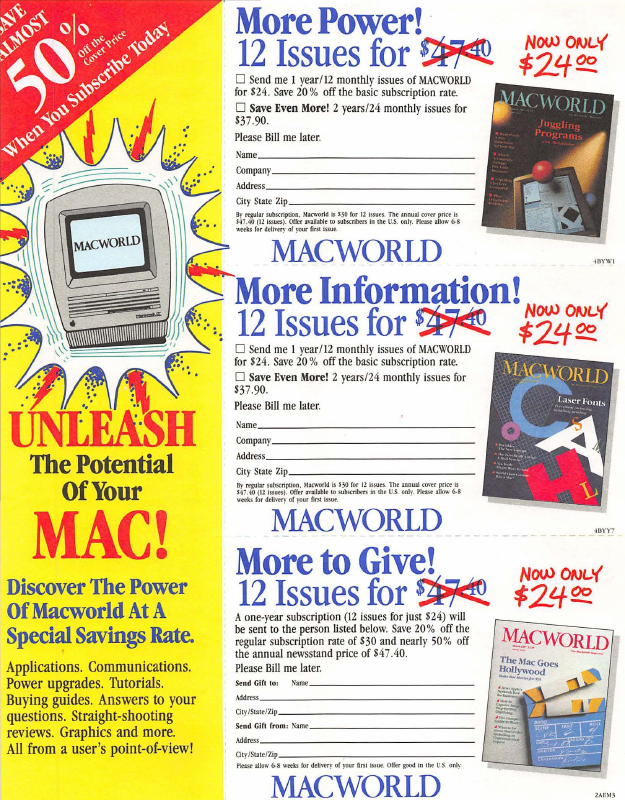 SAVE
ALMOST
50%
Off the
Cover Price
When You Subscribe Today
MACWORLD
UNLEASH
The Potential
Of Your
MAC!
Discover The Power
Of Macworld At A
Special Savings Rate.
Applications. Communications.
Power upgrades. Tutorials.
Buying guides. Answers to your
questions. Straight-shooting
reviews. Graphics and more.
All from a user's point-of-view!
More Power!
12 Issues for $47.40
NOW ONLY
$24.00
☐ Send me 1 year/12 monthly issues of MACWORLD
for $24. Save 20% off the basic subscription rate.
☐ Save Even More! 2 years/24 monthly issues for
$37.90.
Please Bill me later.
Name
Company
Address
City State Zip
By regular subscription, Macworld is $30 for 12 issues. The annual cover price is
$47.40 (12 issues). Offer available to subscribers in the U.S. only. Please allow 6-8
weeks for delivery of your first issue.
MACWORLD
4BYW1
MACWORLD
Juggling
Programs
More Information!
12 Issues for $47.40
NOW ONLY
$24.00
☐ Send me 1 year/12 monthly issues of MACWORLD
for $24. Save 20% off the basic subscription rate.
☐ Save Even More! 2 years/24 monthly issues for
$37.90.
Please Bill me later.
Name
Company
Address
City State Zip
By regular subscription, Macworld is $30 for 12 issues. The annual cover price is
$47.40 (12 issues). Offer available to subscribers in the U.S. only. Please allow 6-8
weeks for delivery of your first issue.
MACWORLD
4BYY7
MACWORLD
Laser Fonts
More to Give!
12 Issues for $47.40
NOW ONLY
$24.00
A one-year subscription (12 issues for just $24) will
be sent to the person listed below. Save 20% off the
regular subscription rate of $30 and nearly 50% off
the annual newsstand price of $47.40.
Please Bill me later.
Send Gift to: Name
Address
City/State/Zip
Send Gift from: Name
Address
City/State/Zip
Please allow 6-8 weeks for delivery of your first issue. Offer good in the U.S. only.
MACWORLD
2AEM3
MACWORLD
The Mac Goes
Hollywood